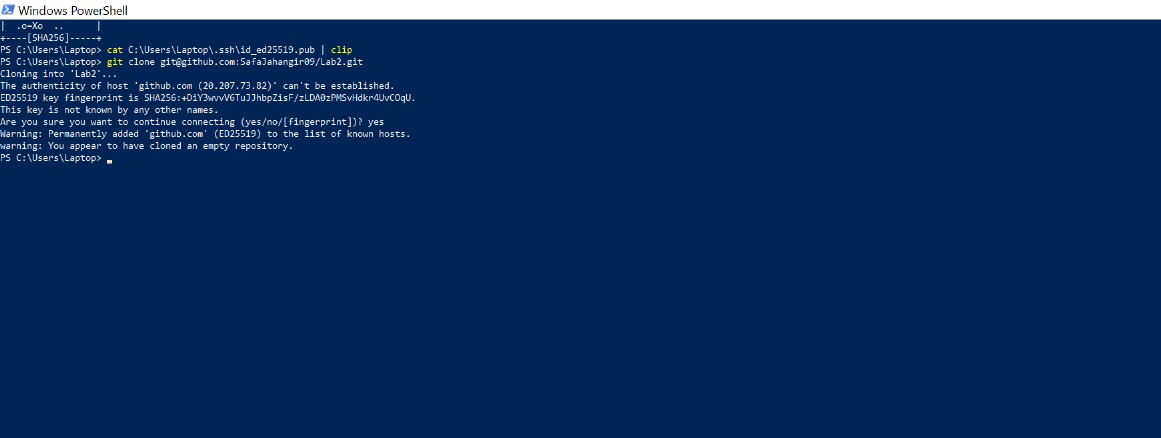 Windows PowerShell
|  .o=Xo  ..      |
+----[SHA256]-----+
PS C:\Users\Laptop> cat C:\Users\Laptop\.ssh\id_ed25519.pub | clip
PS C:\Users\Laptop> git clone git@github.com:SafaJahangir09/Lab2.git
Cloning into 'Lab2'...
The authenticity of host 'github.com (20.207.73.82)' can't be established.
ED25519 key fingerprint is SHA256:+DiY3wvvV6TuJJhbpZisF/zLDA0zPMSvHdkr4UvCOqU.
This key is not known by any other names.
Are you sure you want to continue connecting (yes/no/[fingerprint])? yes
Warning: Permanently added 'github.com' (ED25519) to the list of known hosts.
warning: You appear to have cloned an empty repository.
PS C:\Users\Laptop>